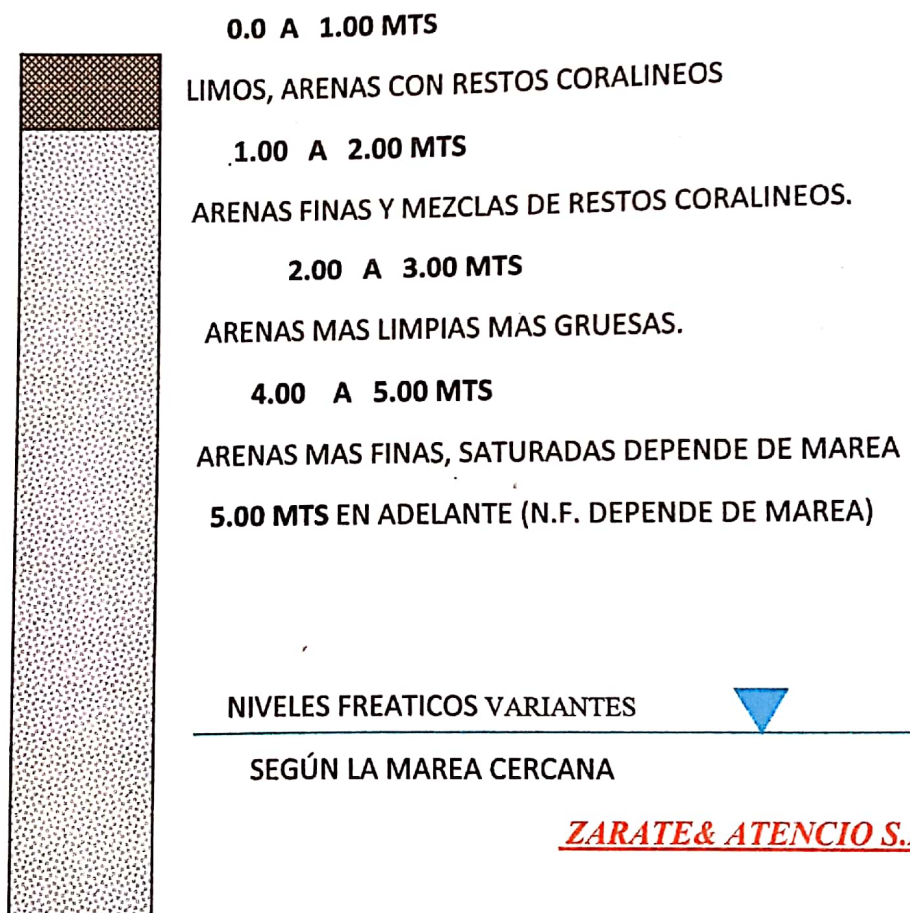 0.0 A 1.00 MTS
LIMOS, ARENAS CON RESTOS CORALINEOS
1.00 A 2.00 MTS
ARENAS FINAS Y MEZCLAS DE RESTOS CORALINEOS.
2.00 A 3.00 MTS
ARENAS MAS LIMPIAS MAS GRUESAS.
4.00 A 5.00 MTS
ARENAS MAS FINAS, SATURADAS DEPENDE DE MAREA
5.00 MTS EN ADELANTE (N.F. DEPENDE DE MAREA)
NIVELES FREATICOS VARIANTES
SEGÚN LA MAREA CERCANA
ZARATE& ATENCIO S.